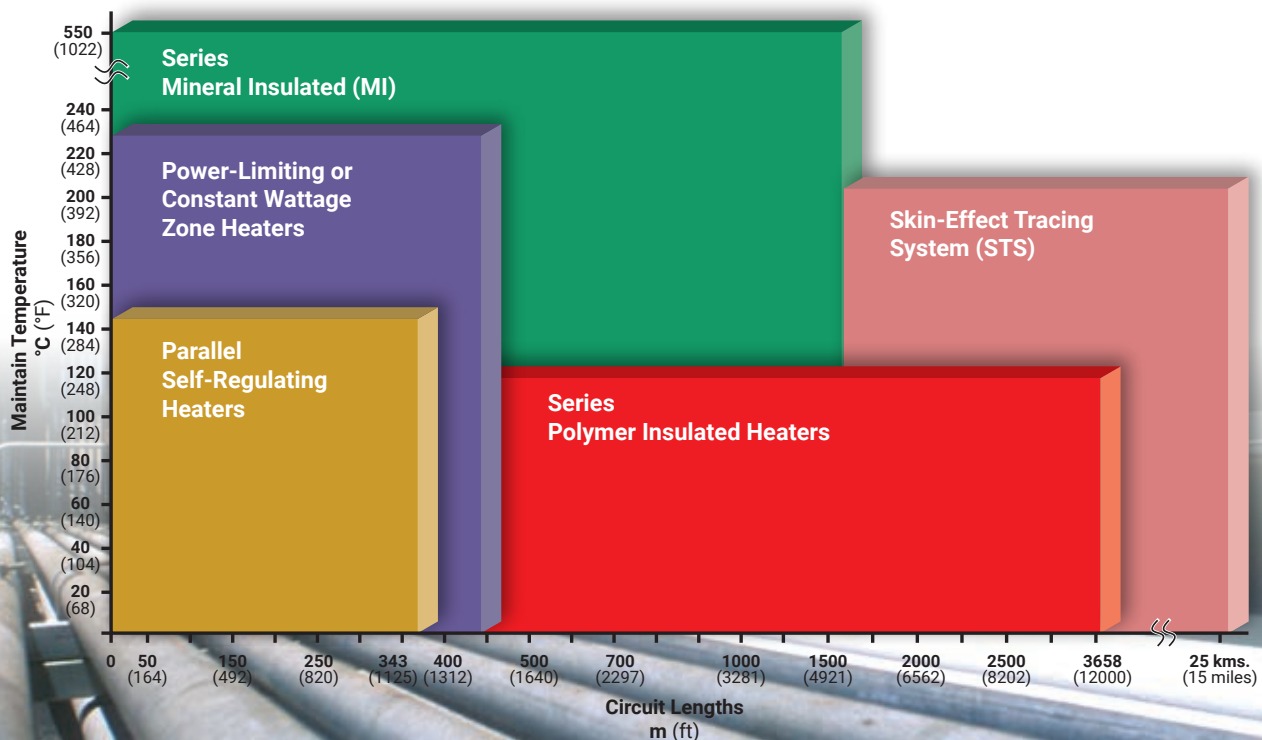 550
(1022)
240
(464)
220
(428)
200
(392)
180
(356)
160
(320)
140
(284)
120
(248)
100
(212)
80
(176)
60
(140)
40
(104)
20
(68)
Maintain Temperature
°C (°F)
Series
Mineral Insulated (MI)
Power-Limiting or
Constant Wattage
Zone Heaters
Skin-Effect Tracing
System (STS)
Parallel
Self-Regulating
Heaters
Series
Polymer Insulated Heaters
0 50 150 250 343 400 500 700 1000 1500 2000 2500 3658 25 kms.
(164) (492) (820) (1125) (1312) (1640) (2297) (3281) (4921) (6562) (8202) (12000) (15 miles)
Circuit Lengths
m (ft)